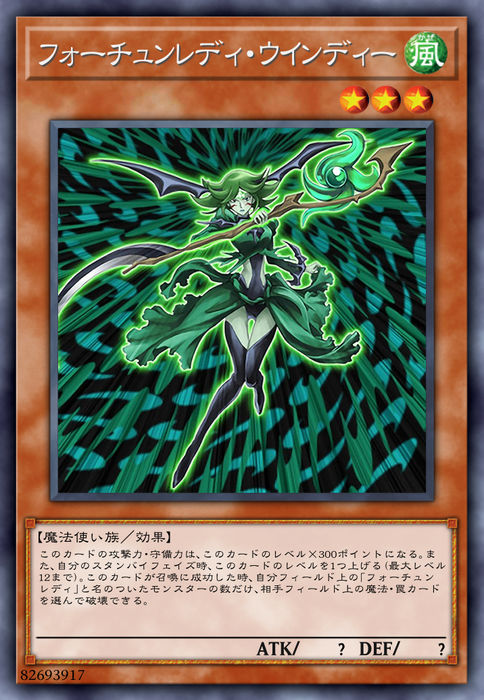 フォーチュンレディ・ウインディー
かぜ
風
【魔法使い族／効果】
このカードの攻撃力・守備力は、このカードのレベル×300ポイントになる。ま
た、自分のスタンバイフェイズ時、このカードのレベルを1つ上げる(最大レベル
12まで)。このカードが召喚に成功した時、自分フィールド上の「フォーチュン
レディ」と名のついたモンスターの数だけ、相手フィールド上の魔法・罠カード
を選んで破壊できる。
ATK/ ? DEF/ ?
82693917